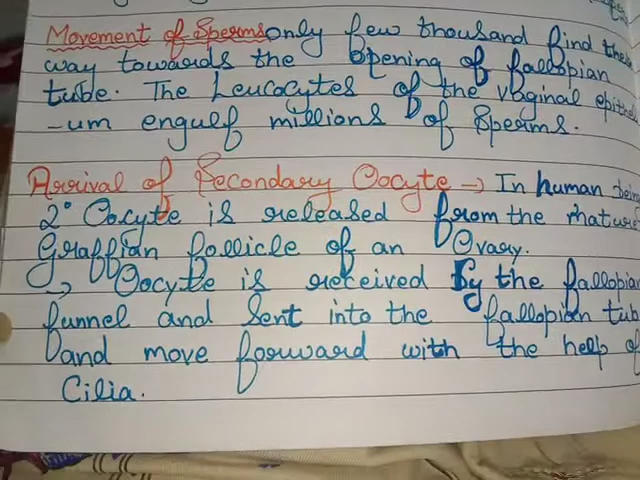 Movement of Sperms only few thousand find their
way towards the opening of fallopian
tube. The Leucocytes of the vaginal epitheli
-um engulf millions of Sperms.
Arrival of Secondary Oocyte → In human being
2° Oocyte is released from the mature
Graffian follicle of an Ovary.
→ Oocyte is received By the fallopian
funnel and sent into the fallopian tub
and move forward with the help of
Cilia.